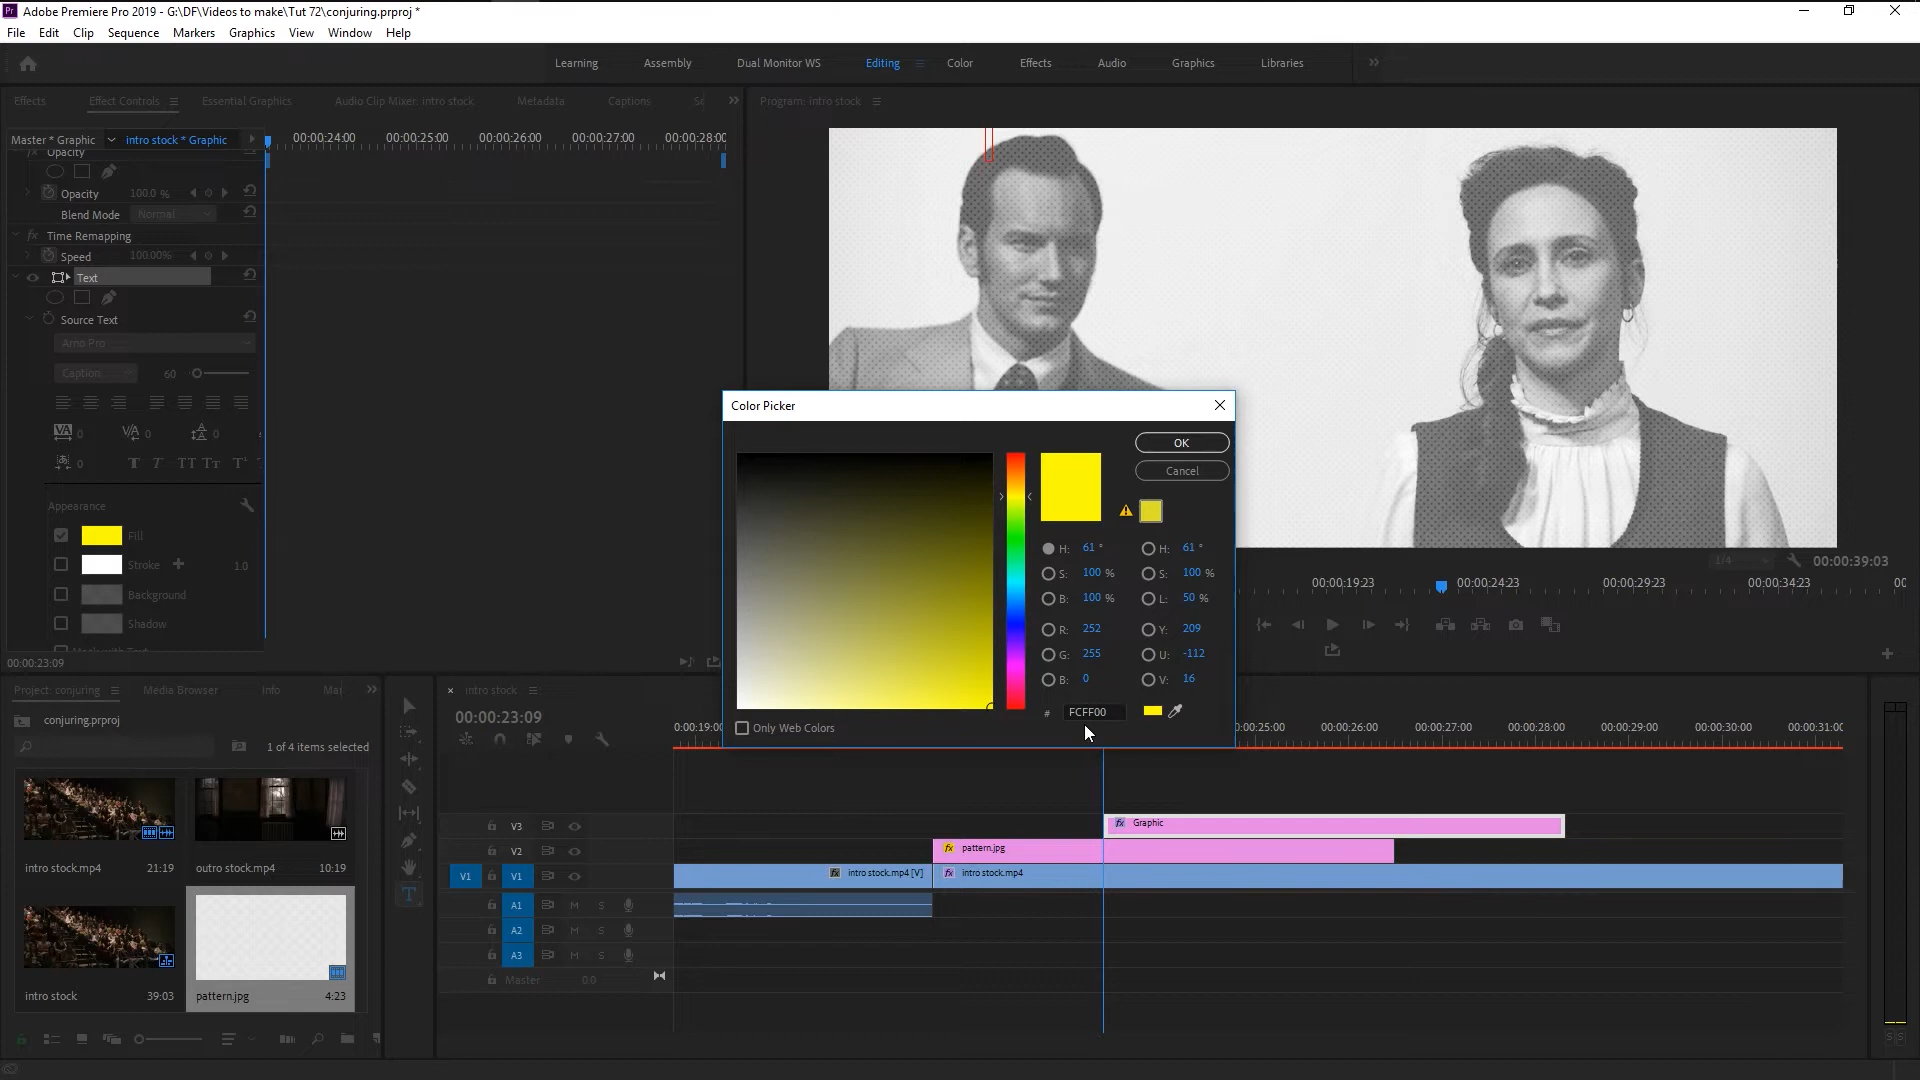 Adobe Premiere Pro 2019 - G:\DF\Videos to make\Tut 72\conjuring.prproj *
File Edit Clip Sequence Markers Graphics View Window Help
Learning Assembly Dual Monitor WS Editing Color Effects Audio Graphics Libraries
Effects Effect Controls Essential Graphics Audio Clip Mixer: intro stock Metadata Captions
Program: intro stock
Master * Graphic intro stock * Graphic
00:00:24:00 00:00:25:00 00:00:26:00 00:00:27:00 00:00:28:00
Opacity
Opacity 100.0 %
Blend Mode Normal
Time Remapping
Speed 100.00%
Text
Source Text
Arno Pro
Caption 60
VA 0 VA 0 0
0 T T TT Tr T
Appearance
Fill
Stroke 1.0
Background
Shadow
00:00:23:09
Color Picker
OK
Cancel
H: 61 ° H: 61 °
S: 100 % S: 100 %
B: 100 % L: 50 %
R: 252 Y: 209
G: 255 U: -112
B: 0 V: 16
# FCFF00
Only Web Colors
1/4 00:00:39:03
00:00:19:23 00:00:24:23 00:00:29:23 00:00:34:23
Project: conjuring Media Browser Info
conjuring.prproj
1 of 4 items selected
intro stock.mp4 21:19
outro stock.mp4 10:19
intro stock 39:03
pattern.jpg 4:23
intro stock
00:00:23:09
0:00:19:00 0:00:25:00 00:00:26:00 00:00:27:00 00:00:28:00 00:00:29:00 00:00:30:00 00:00:31:00
V3 Graphic
V2 pattern.jpg
V1 V1 intro stock.mp4 [V] intro stock.mp4
A1 M S
A2 M S
A3 M S
Master 0.0
S S